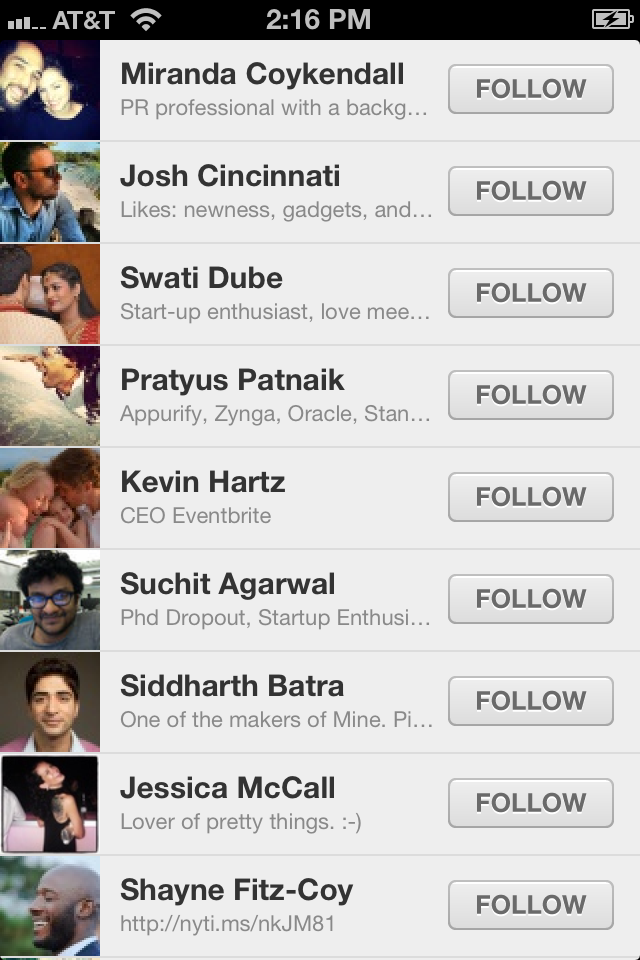 AT&T 2:16 PM
Miranda Coykendall
PR professional with a backg...
FOLLOW
Josh Cincinnati
Likes: newness, gadgets, and...
FOLLOW
Swati Dube
Start-up enthusiast, love mee...
FOLLOW
Pratyus Patnaik
Appurify, Zynga, Oracle, Stan...
FOLLOW
Kevin Hartz
CEO Eventbrite
FOLLOW
Suchit Agarwal
Phd Dropout, Startup Enthusi...
FOLLOW
Siddharth Batra
One of the makers of Mine. Pi...
FOLLOW
Jessica McCall
Lover of pretty things. :-)
FOLLOW
Shayne Fitz-Coy
http://nyti.ms/nkJM81
FOLLOW